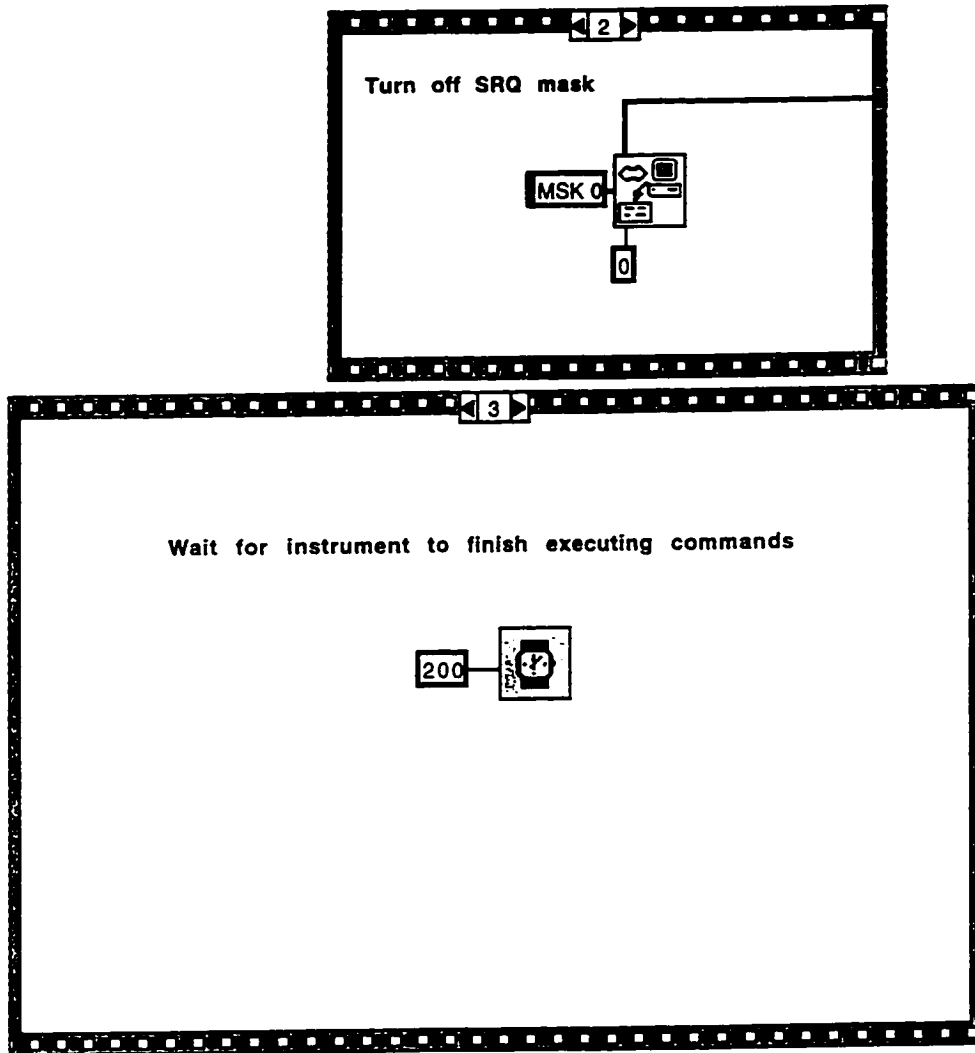 2
Turn off SRQ mask
MSK 0
0
3
Wait for instrument to finish executing commands
200